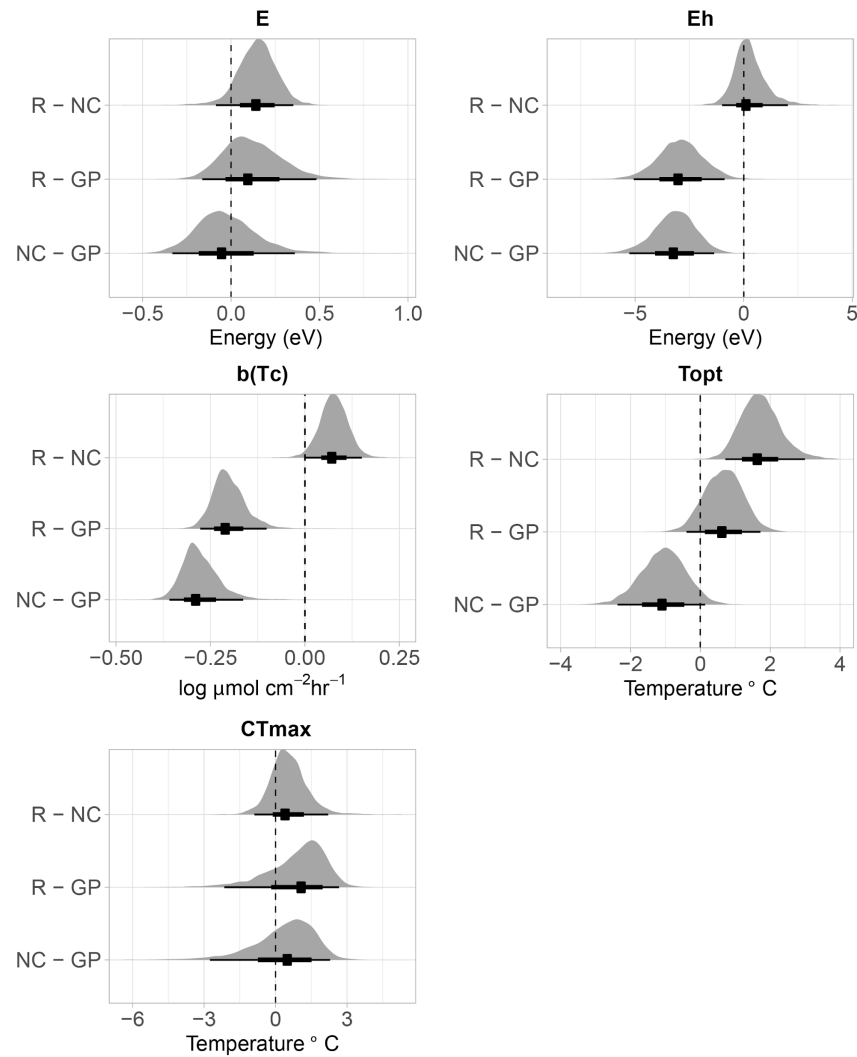 E
R − NC
R − GP
NC − GP
−0.5 0.0 0.5 1.0
Energy (eV)
Eh
R − NC
R − GP
NC − GP
−5 0 5
Energy (eV)
b(Tc)
R − NC
R − GP
NC − GP
−0.50 −0.25 0.00 0.25
log μmol cm⁻²hr⁻¹
Topt
R − NC
R − GP
NC − GP
−4 −2 0 2 4
Temperature ° C
CTmax
R − NC
R − GP
NC − GP
−6 −3 0 3
Temperature ° C